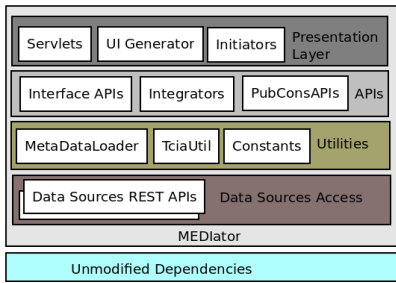 Servlets
UI Generator
Initiators
Presentation
Layer
Interface APIs
Integrators
PubConsAPIs
APIs
MetaDataLoader
TciaUtil
Constants
Utilities
Data Sources REST APIs
Data Sources Access
MEDIator
Unmodified Dependencies